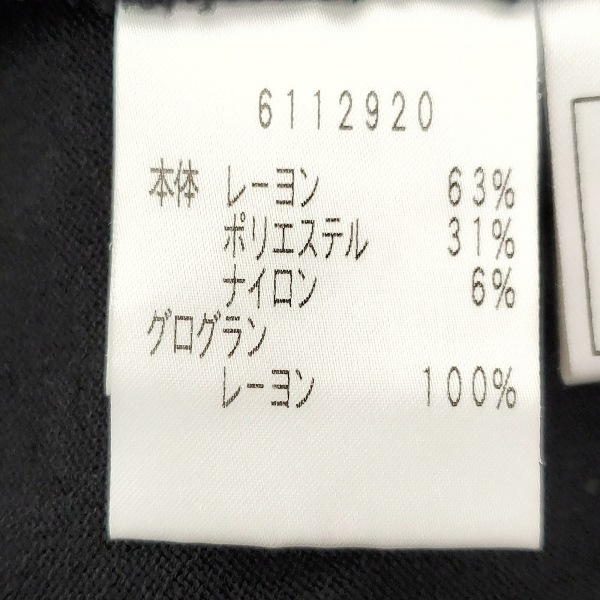 6112920
本体 レーヨン 63%
ポリエステル 31%
ナイロン 6%
グログラン
レーヨン 100%